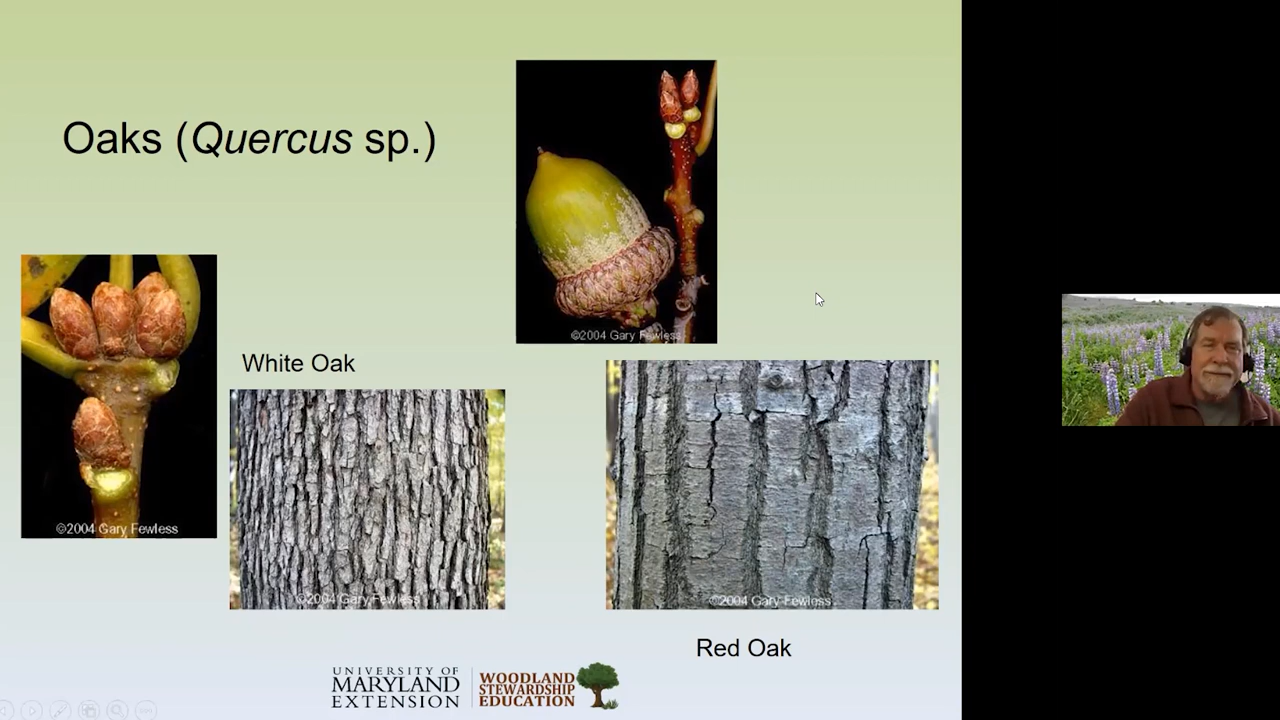 Oaks (Quercus sp.)
©2004 Gary Fewless
White Oak
©2004 Gary Fewless
©2004 Gary Fewless
©2004 Gary Fewless
Red Oak
UNIVERSITY OF
MARYLAND
EXTENSION
WOODLAND
STEWARDSHIP
EDUCATION